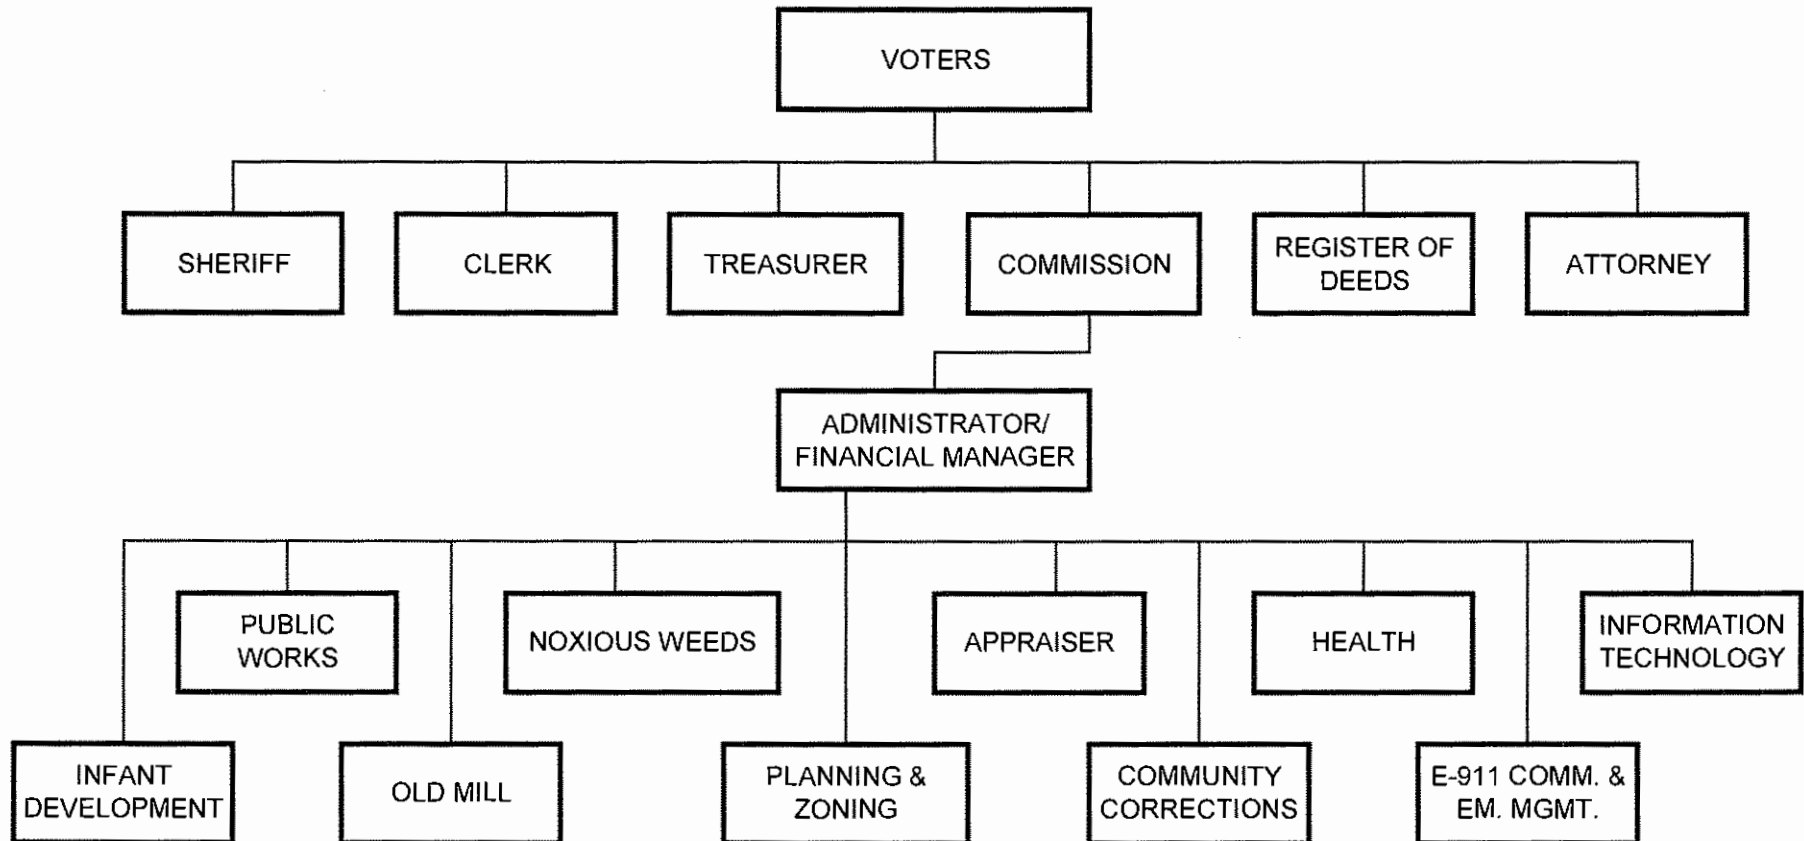 VOTERS
SHERIFF
CLERK
TREASURER
COMMISSION
REGISTER OF
DEEDS
ATTORNEY
ADMINISTRATOR/
FINANCIAL MANAGER
PUBLIC
WORKS
NOXIOUS WEEDS
APPRAISER
HEALTH
INFORMATION
TECHNOLOGY
INFANT
DEVELOPMENT
OLD MILL
PLANNING &
ZONING
COMMUNITY
CORRECTIONS
E-911 COMM. &
EM. MGMT.